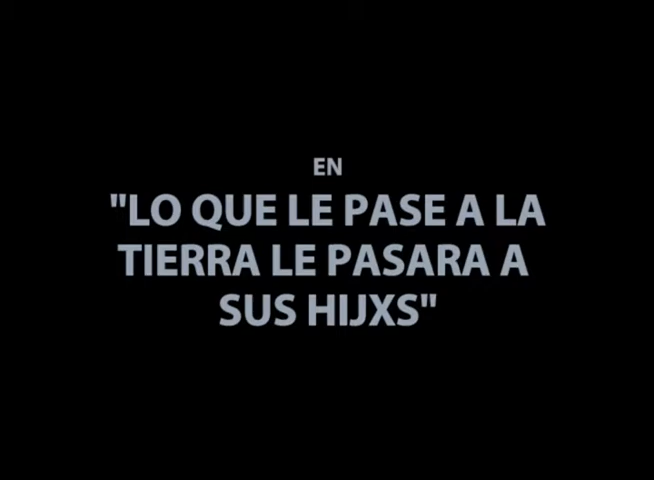 EN
"LO QUE LE PASE A LA
TIERRA LE PASARA A
SUS HIJXS"